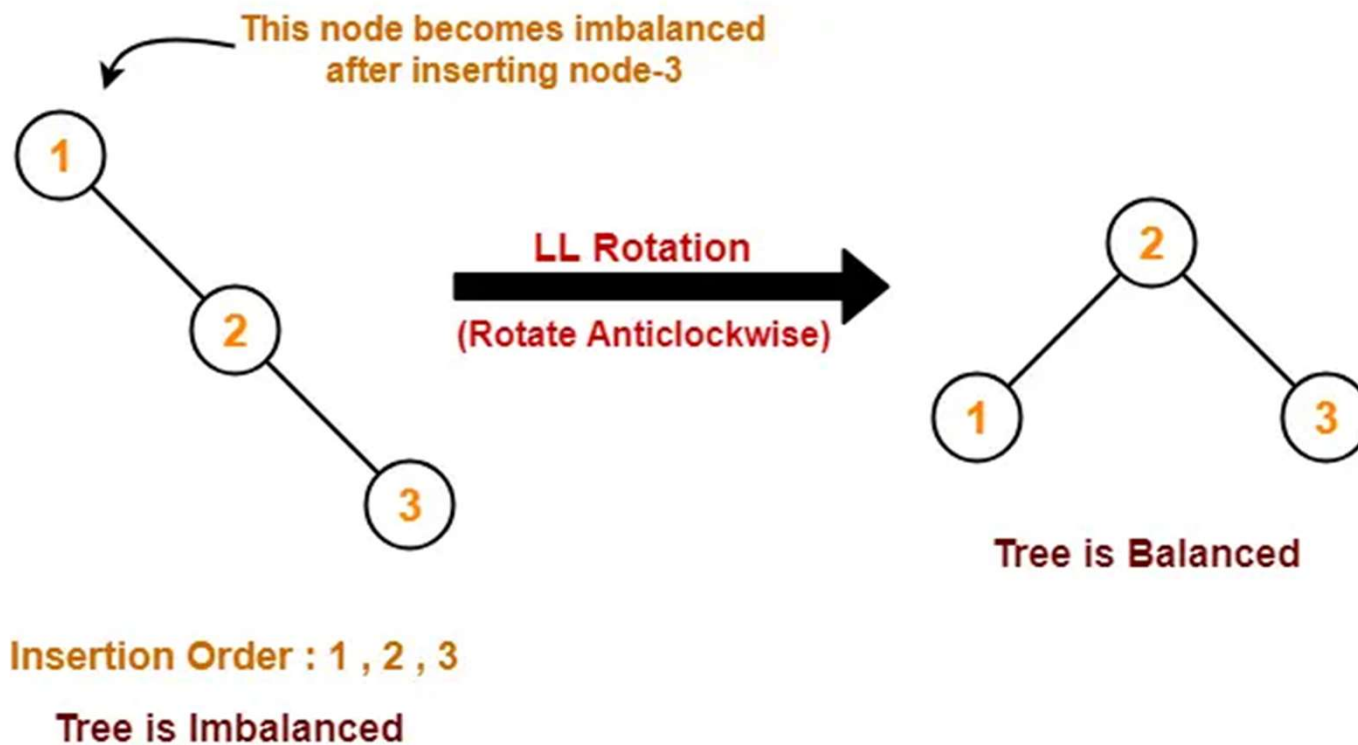 This node becomes imbalanced
after inserting node-3
1
2
3
LL Rotation
(Rotate Anticlockwise)
2
1
3
Tree is Balanced
Insertion Order : 1 , 2 , 3
Tree is Imbalanced